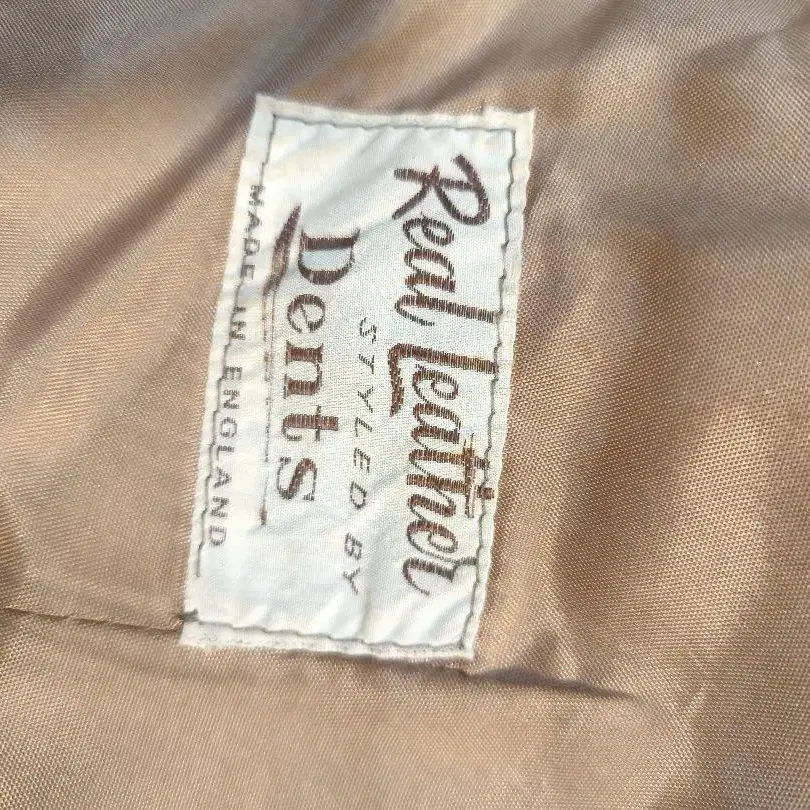 Real Leather
STYLED BY
Dents
MADE IN ENGLAND